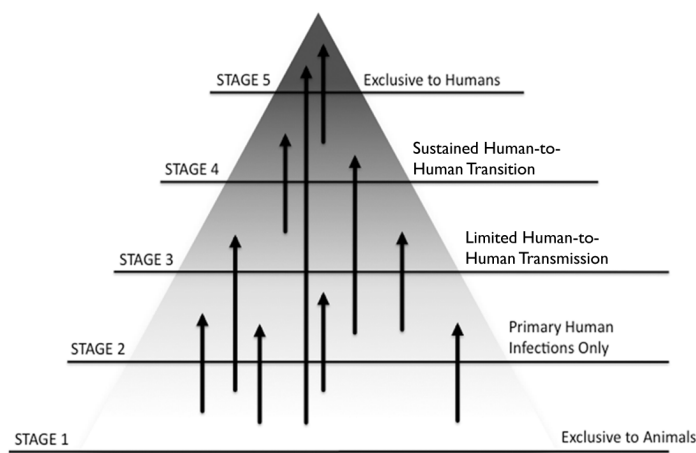 STAGE 5
Exclusive to Humans
Sustained Human-to-
Human Transition
STAGE 4
Limited Human-to-
Human Transmission
STAGE 3
Primary Human
Infections Only
STAGE 2
STAGE 1
Exclusive to Animals